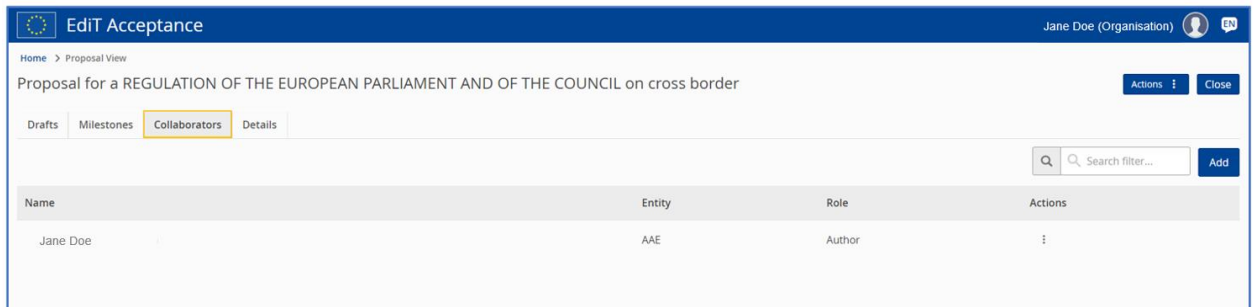 EdiT Acceptance
Jane Doe (Organisation)
EN
Home > Proposal View
Proposal for a REGULATION OF THE EUROPEAN PARLIAMENT AND OF THE COUNCIL on cross border
Actions
Close
Drafts Milestones Collaborators Details
Search filter...
Add
Name Entity Role Actions
Jane Doe AAE Author